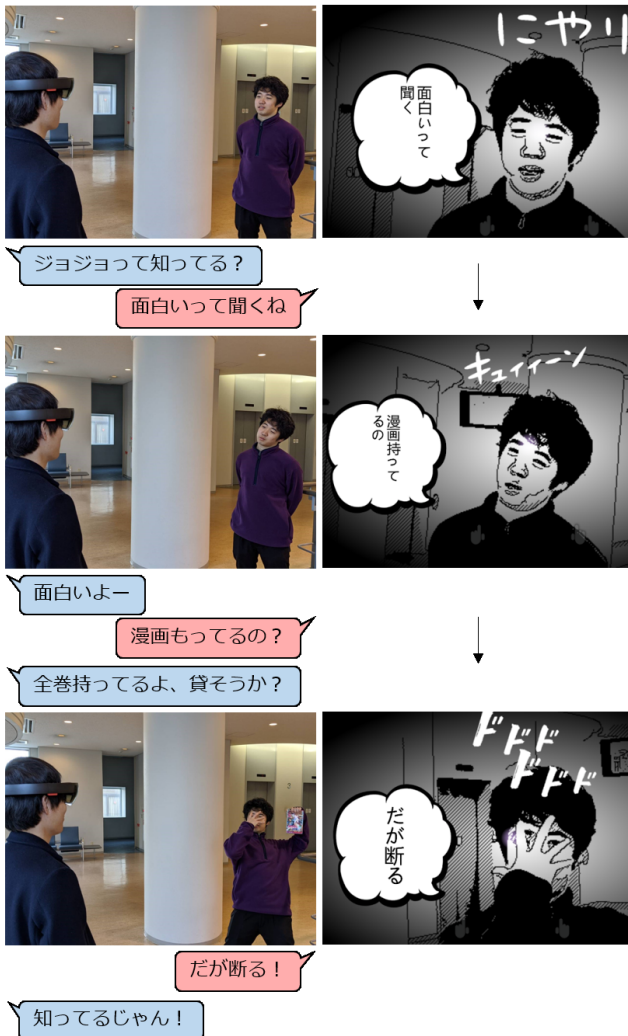 にやり
面白いって
聞く
ジョジョって知ってる？
面白いって聞くね
キュイィーン
漫画持って
るの
面白いよー
漫画もってるの？
全巻持ってるよ、貸そうか？
ドドド
ドドド
だが断る
だが断る！
知ってるじゃん！